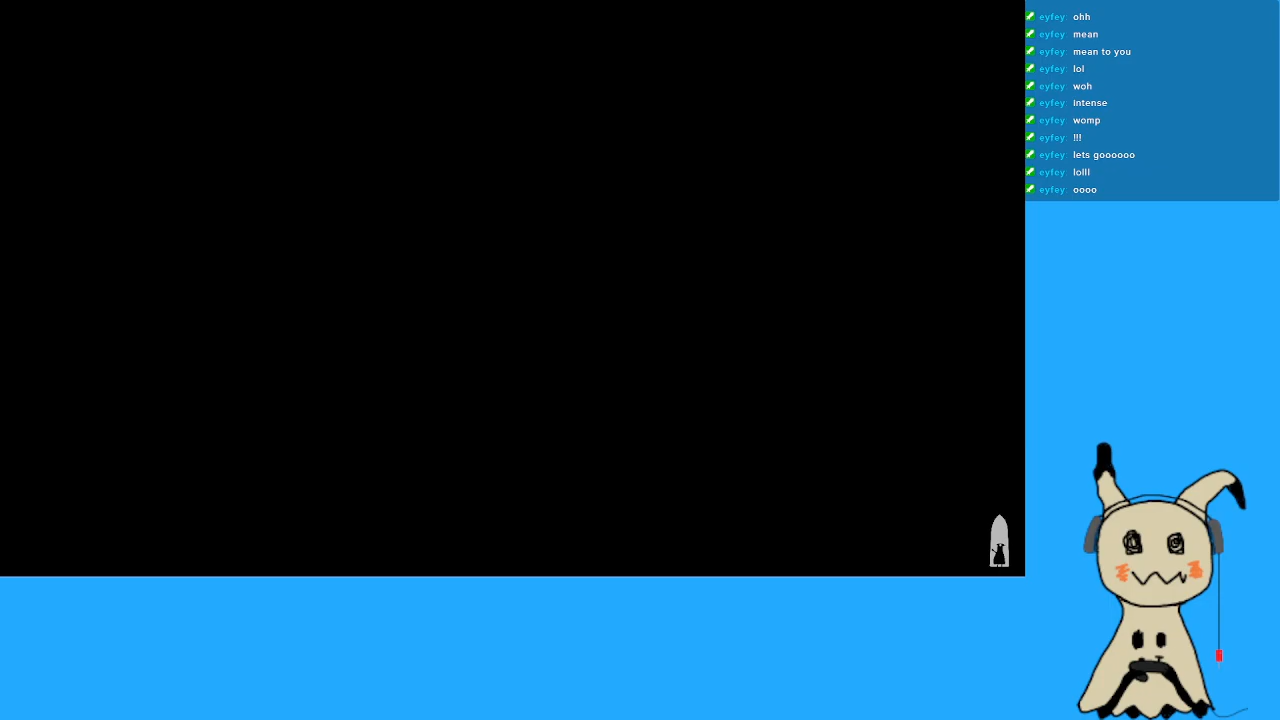 eyfey: ohh
eyfey: mean
eyfey: mean to you
eyfey: lol
eyfey: woh
eyfey: intense
eyfey: womp
eyfey: !!!
eyfey: lets goooooo
eyfey: lolll
eyfey: oooo